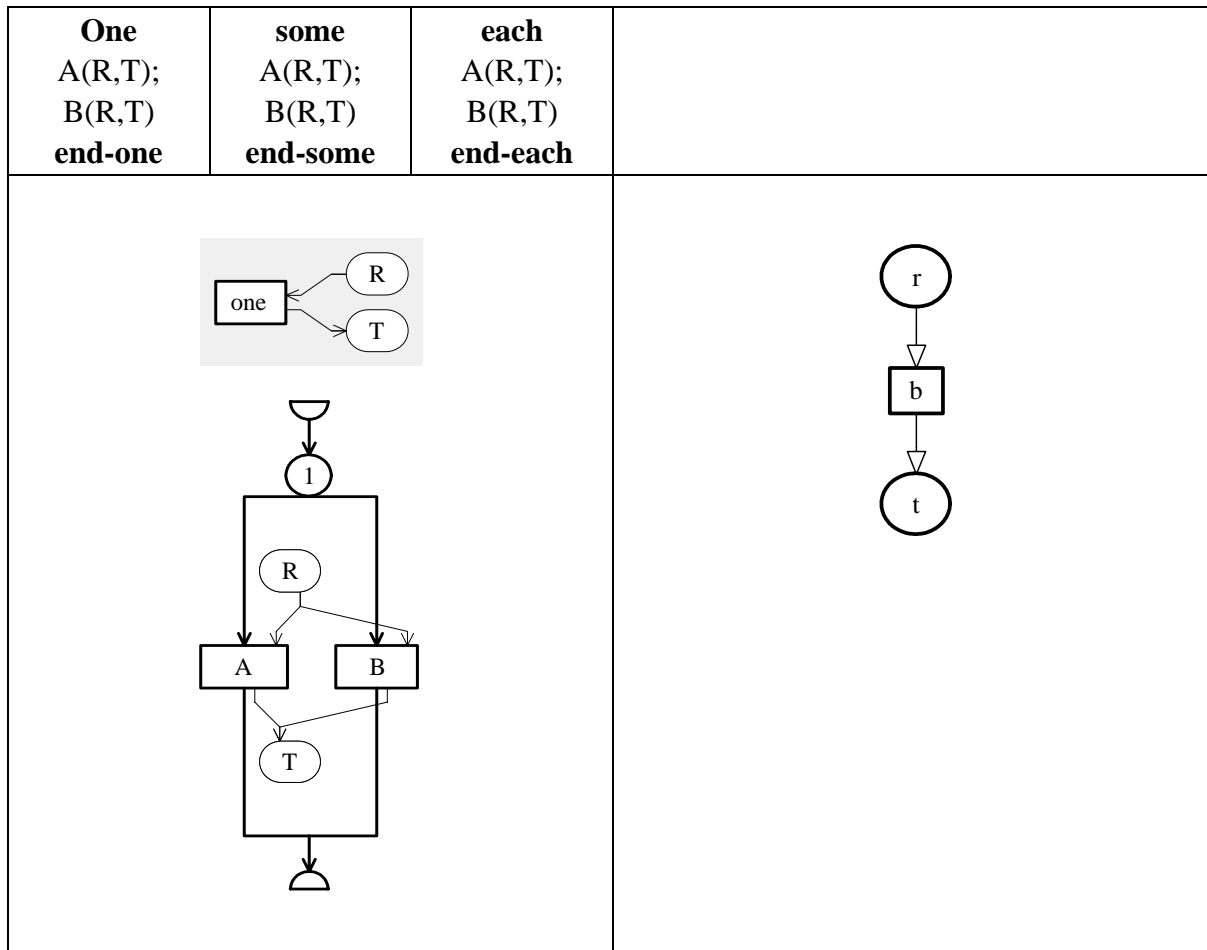 One
A(R,T);
B(R,T)
end-one
some
A(R,T);
B(R,T)
end-some
each
A(R,T);
B(R,T)
end-each
R
one
T
1
R
A
B
T
r
b
t